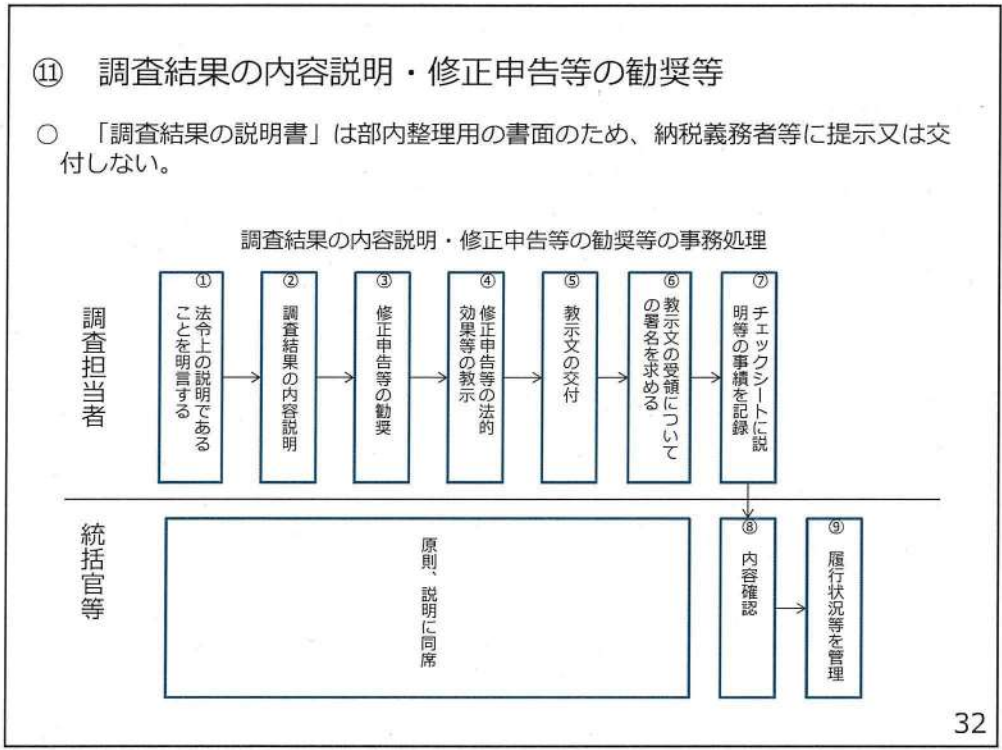 ⑪ 調査結果の内容説明・修正申告等の勧奨等
○ 「調査結果の説明書」は部内整理用の書面のため、納税義務者等に提示又は交
付しない。
調査結果の内容説明・修正申告等の勧奨等の事務処理
調査担当者
①
法令上の説明である
ことを明言する
②
調査結果の内容説明
③
修正申告等の勧奨
④
修正申告等の法的
効果等の教示
⑤
教示文の交付
⑥
教示文の受領について
の署名を求める
⑦
チェックシートに説
明等の事績を記録
統括官等
原則、説明に同席
⑧
内容確認
⑨
履行状況等を管理
32